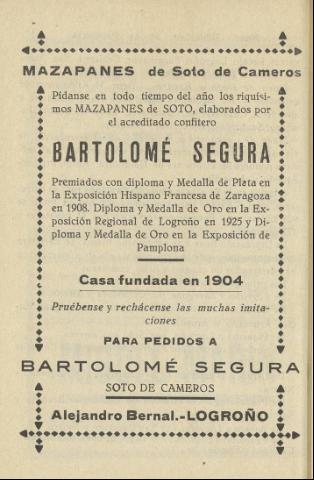 MAZAPANES de Soto de Cameros
Pídanse en todo tiempo del año los riquísi-
mos MAZAPANES de SOTO, elaborados por
el acreditado confitero
BARTOLOMÉ SEGURA
Premiados con diploma y Medalla de Plata en
la Exposición Hispano Francesa de Zaragoza
en 1908. Diploma y Medalla de Oro en la Ex-
posición Regional de Logroño en 1925 y Di-
ploma y Medalla de Oro en la Exposición de
Pamplona
Casa fundada en 1904
Pruébense y rechácense las muchas imita-
ciones
PARA PEDIDOS A
BARTOLOMÉ SEGURA
SOTO DE CAMEROS
Alejandro Bernal.-LOGROÑO